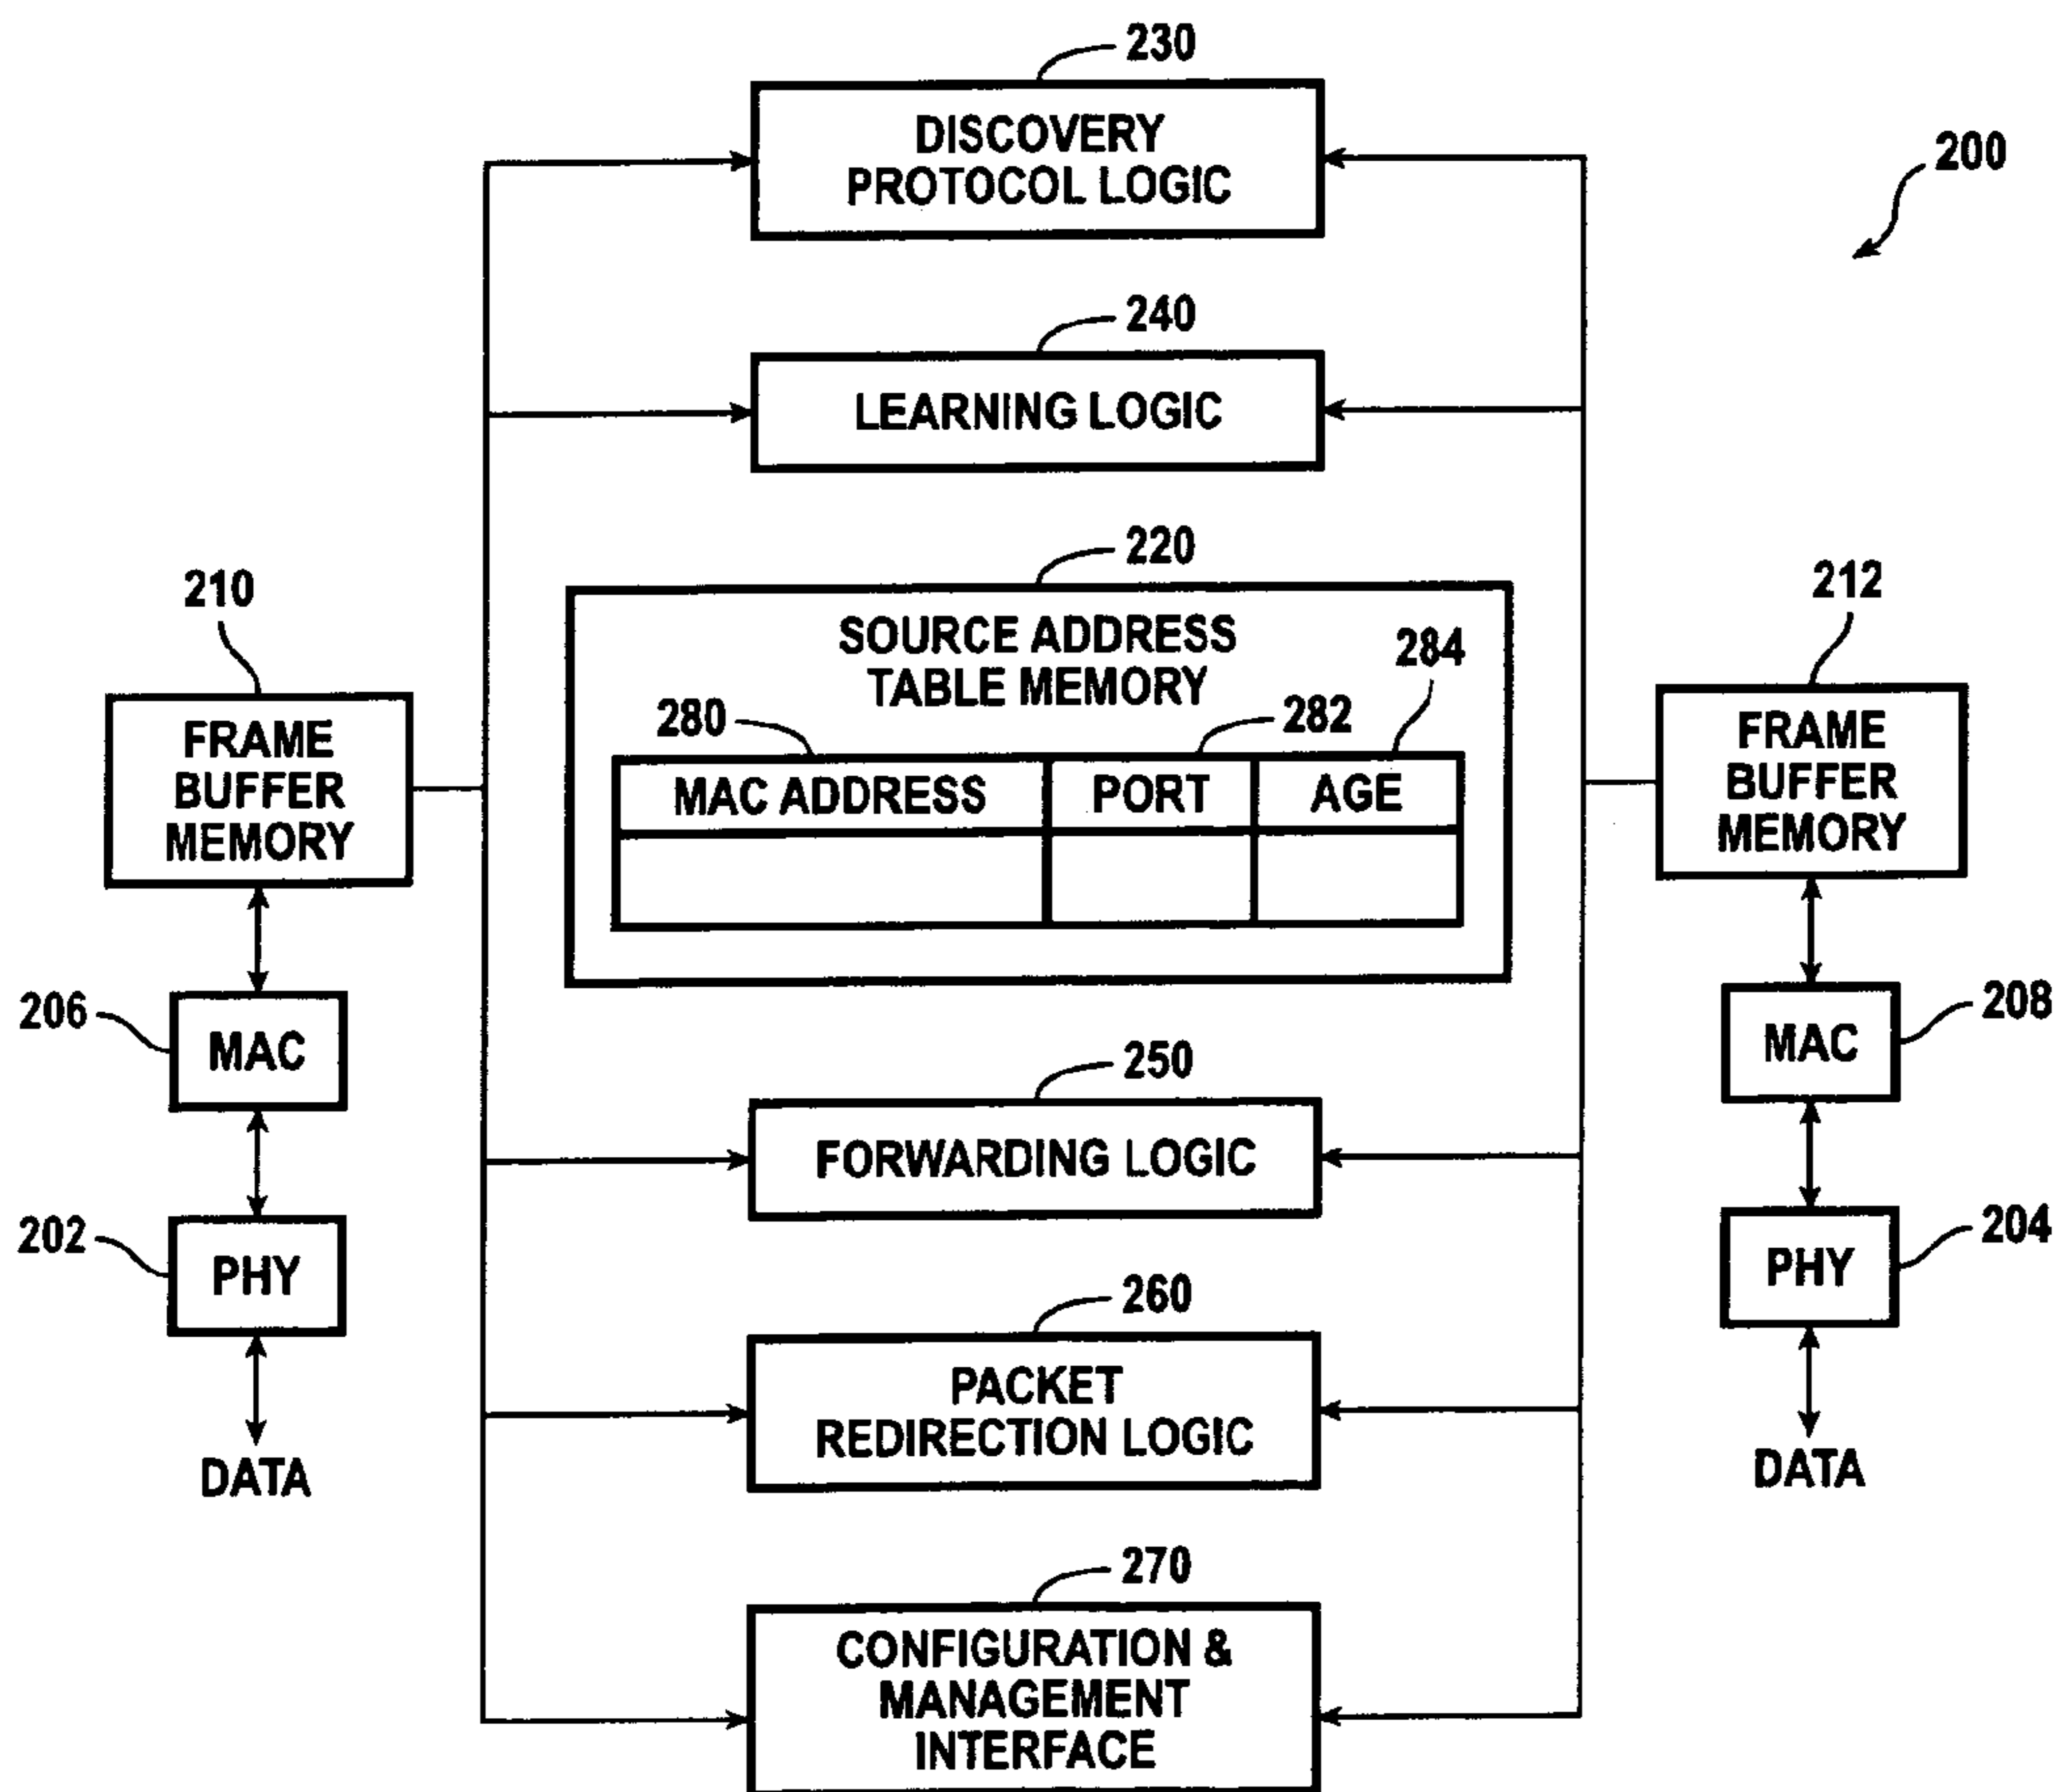 230
DISCOVERY
PROTOCOL LOGIC
200
240
LEARNING LOGIC
220
210
212
SOURCE ADDRESS
TABLE MEMORY
284
280
282
MAC ADDRESS
PORT
AGE
FRAME
BUFFER
MEMORY
FRAME
BUFFER
MEMORY
206
MAC
208
MAC
250
FORWARDING LOGIC
202
PHY
204
PHY
260
PACKET
REDIRECTION LOGIC
DATA
DATA
270
CONFIGURATION &
MANAGEMENT
INTERFACE